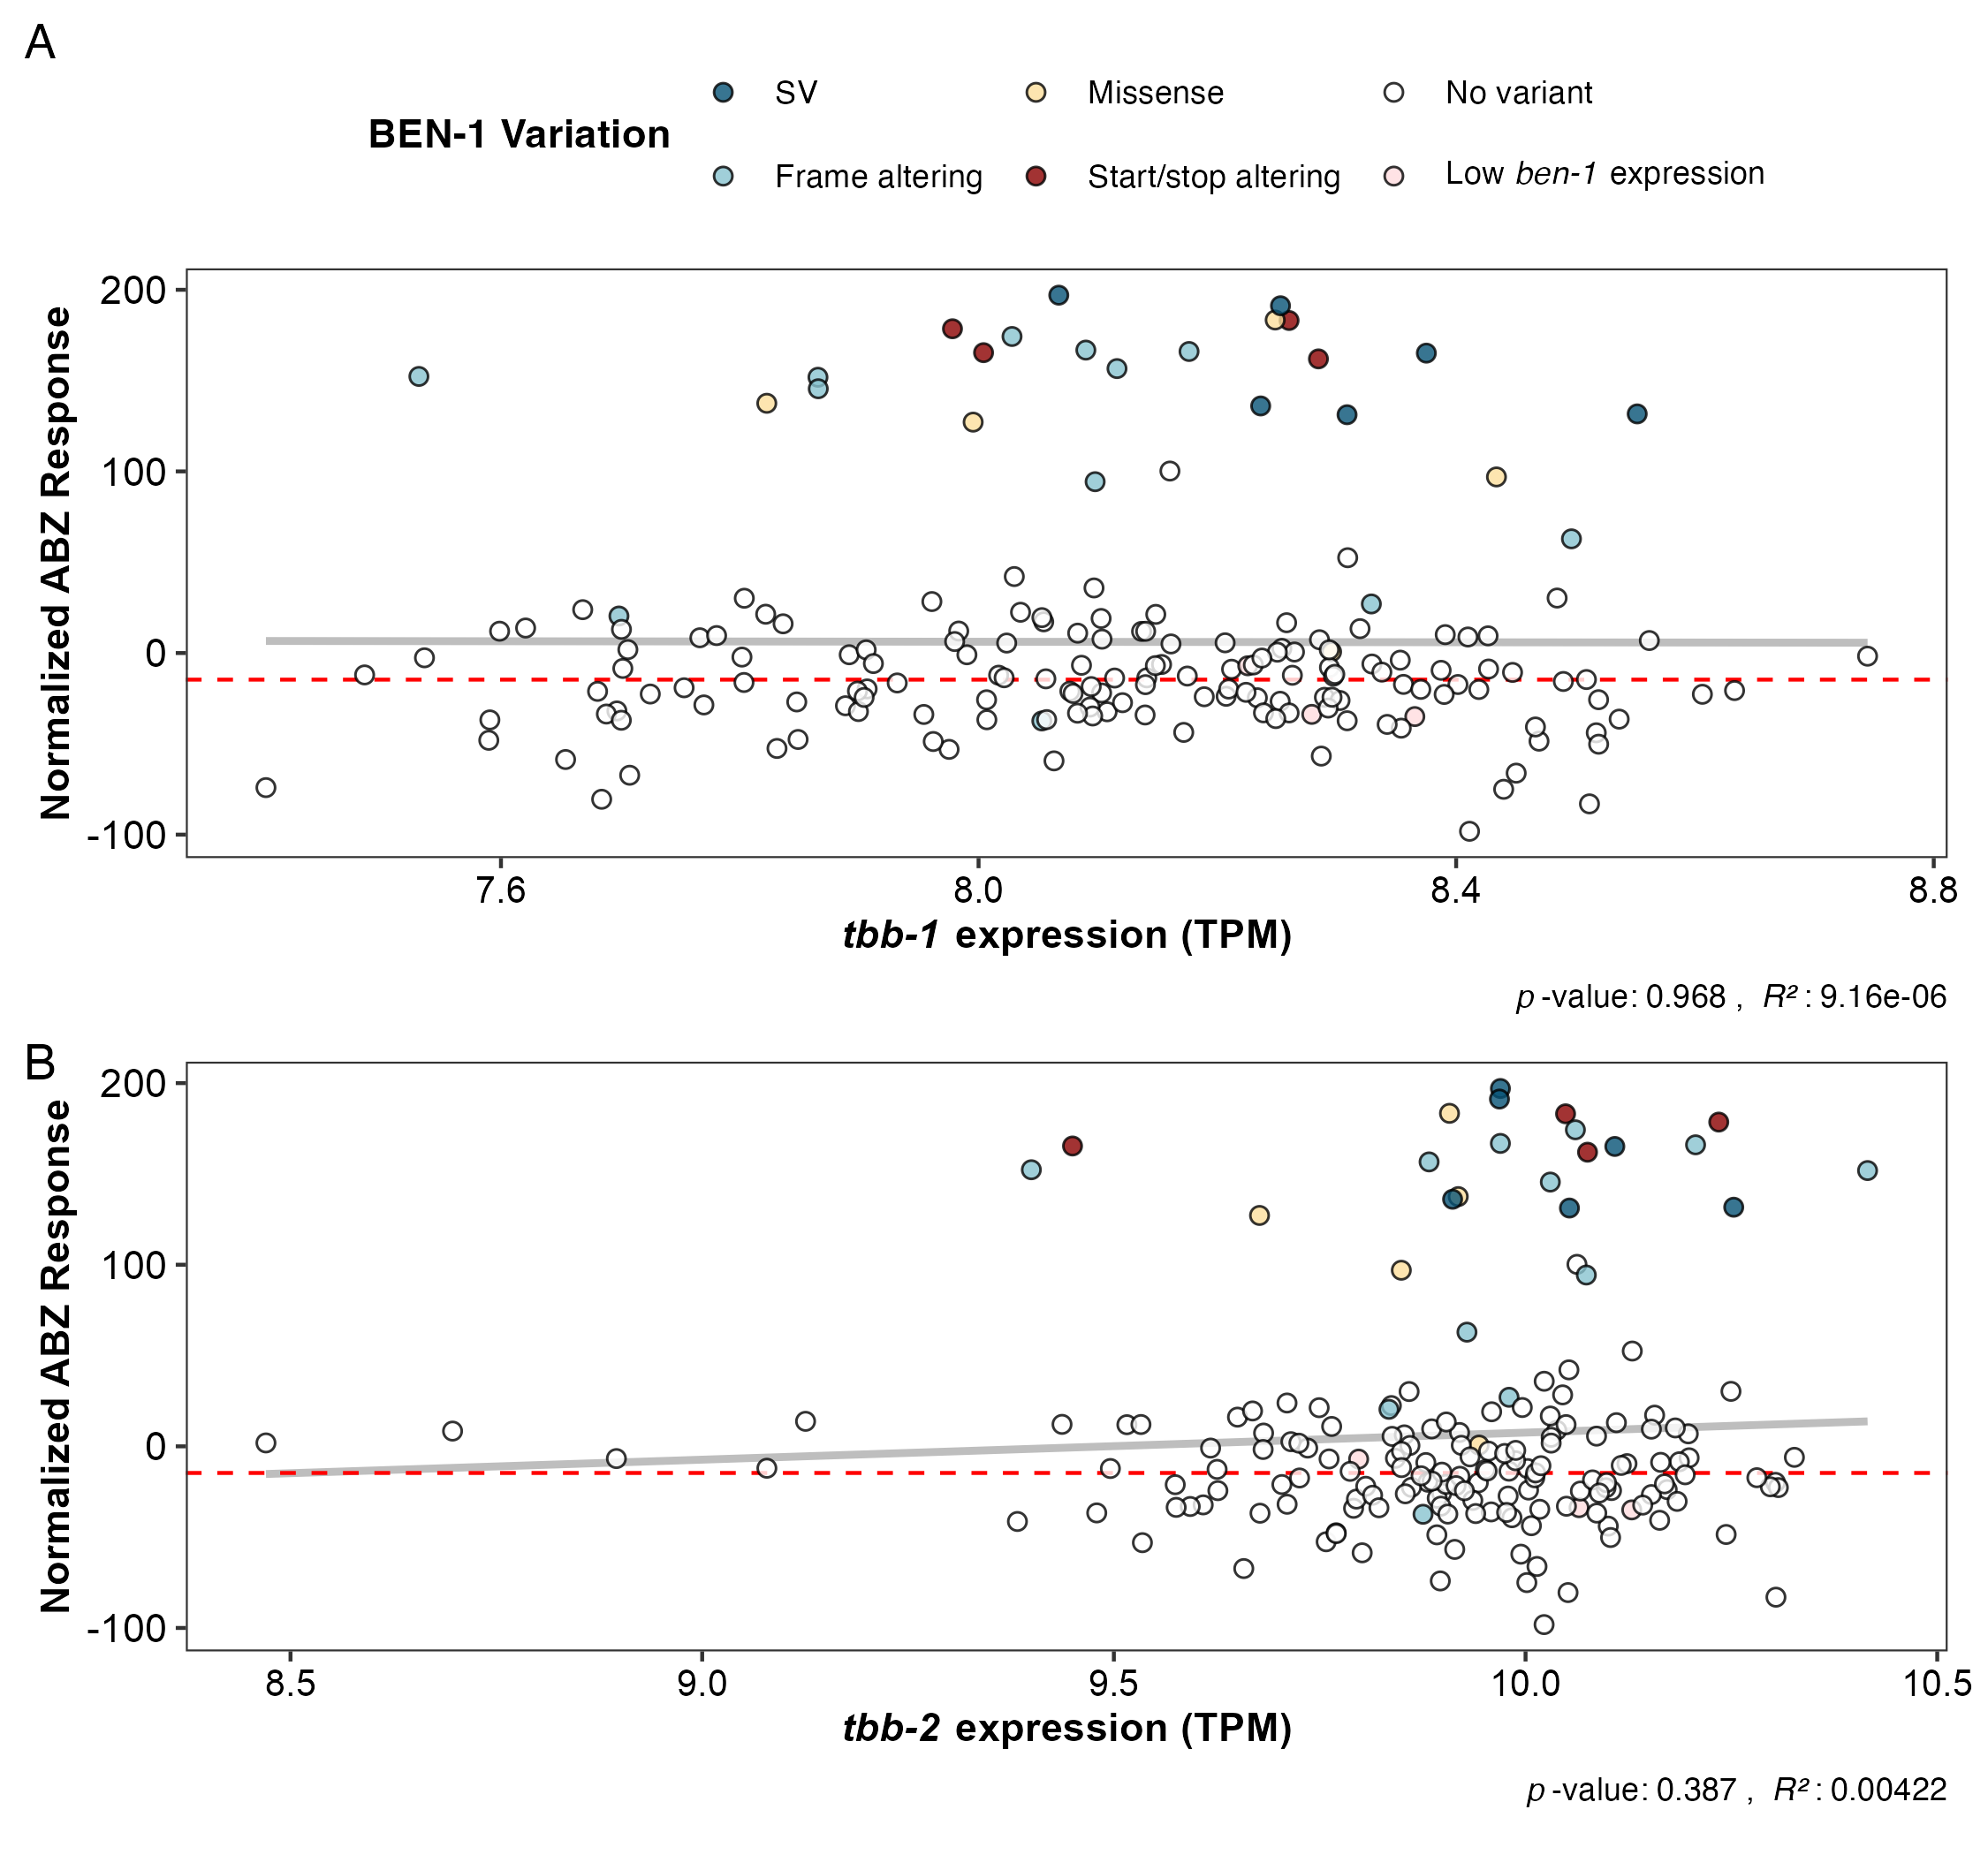 A
BEN-1 Variation
SV
Missense
No variant
Frame altering
Start/stop altering
Low ben-1 expression
Normalized ABZ Response
200
100
0
-100
7.6 8.0 8.4 8.8
tbb-1 expression (TPM)
p -value: 0.968 , R² : 9.16e-06
B
Normalized ABZ Response
200
100
0
-100
8.5 9.0 9.5 10.0 10.5
tbb-2 expression (TPM)
p -value: 0.387 , R² : 0.00422